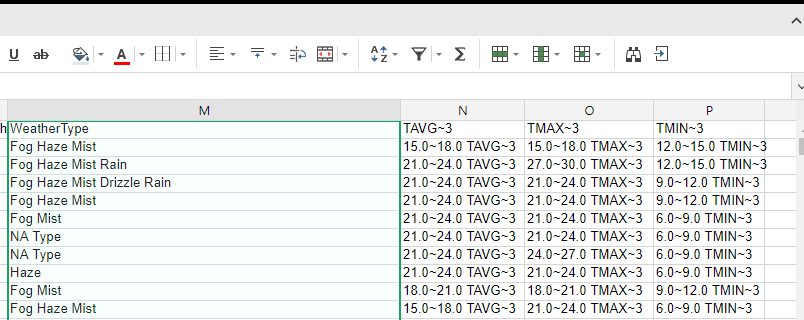 U ab A A Z Σ
M N O P
h WeatherType TAVG~3 TMAX~3 TMIN~3
Fog Haze Mist 15.0~18.0 TAVG~3 15.0~18.0 TMAX~3 12.0~15.0 TMIN~3
Fog Haze Mist Rain 21.0~24.0 TAVG~3 27.0~30.0 TMAX~3 12.0~15.0 TMIN~3
Fog Haze Mist Drizzle Rain 21.0~24.0 TAVG~3 21.0~24.0 TMAX~3 9.0~12.0 TMIN~3
Fog Haze Mist 21.0~24.0 TAVG~3 21.0~24.0 TMAX~3 9.0~12.0 TMIN~3
Fog Mist 21.0~24.0 TAVG~3 21.0~24.0 TMAX~3 6.0~9.0 TMIN~3
NA Type 21.0~24.0 TAVG~3 21.0~24.0 TMAX~3 6.0~9.0 TMIN~3
NA Type 21.0~24.0 TAVG~3 24.0~27.0 TMAX~3 6.0~9.0 TMIN~3
Haze 21.0~24.0 TAVG~3 21.0~24.0 TMAX~3 6.0~9.0 TMIN~3
Fog Mist 18.0~21.0 TAVG~3 18.0~21.0 TMAX~3 9.0~12.0 TMIN~3
Fog Haze Mist 15.0~18.0 TAVG~3 21.0~24.0 TMAX~3 6.0~9.0 TMIN~3